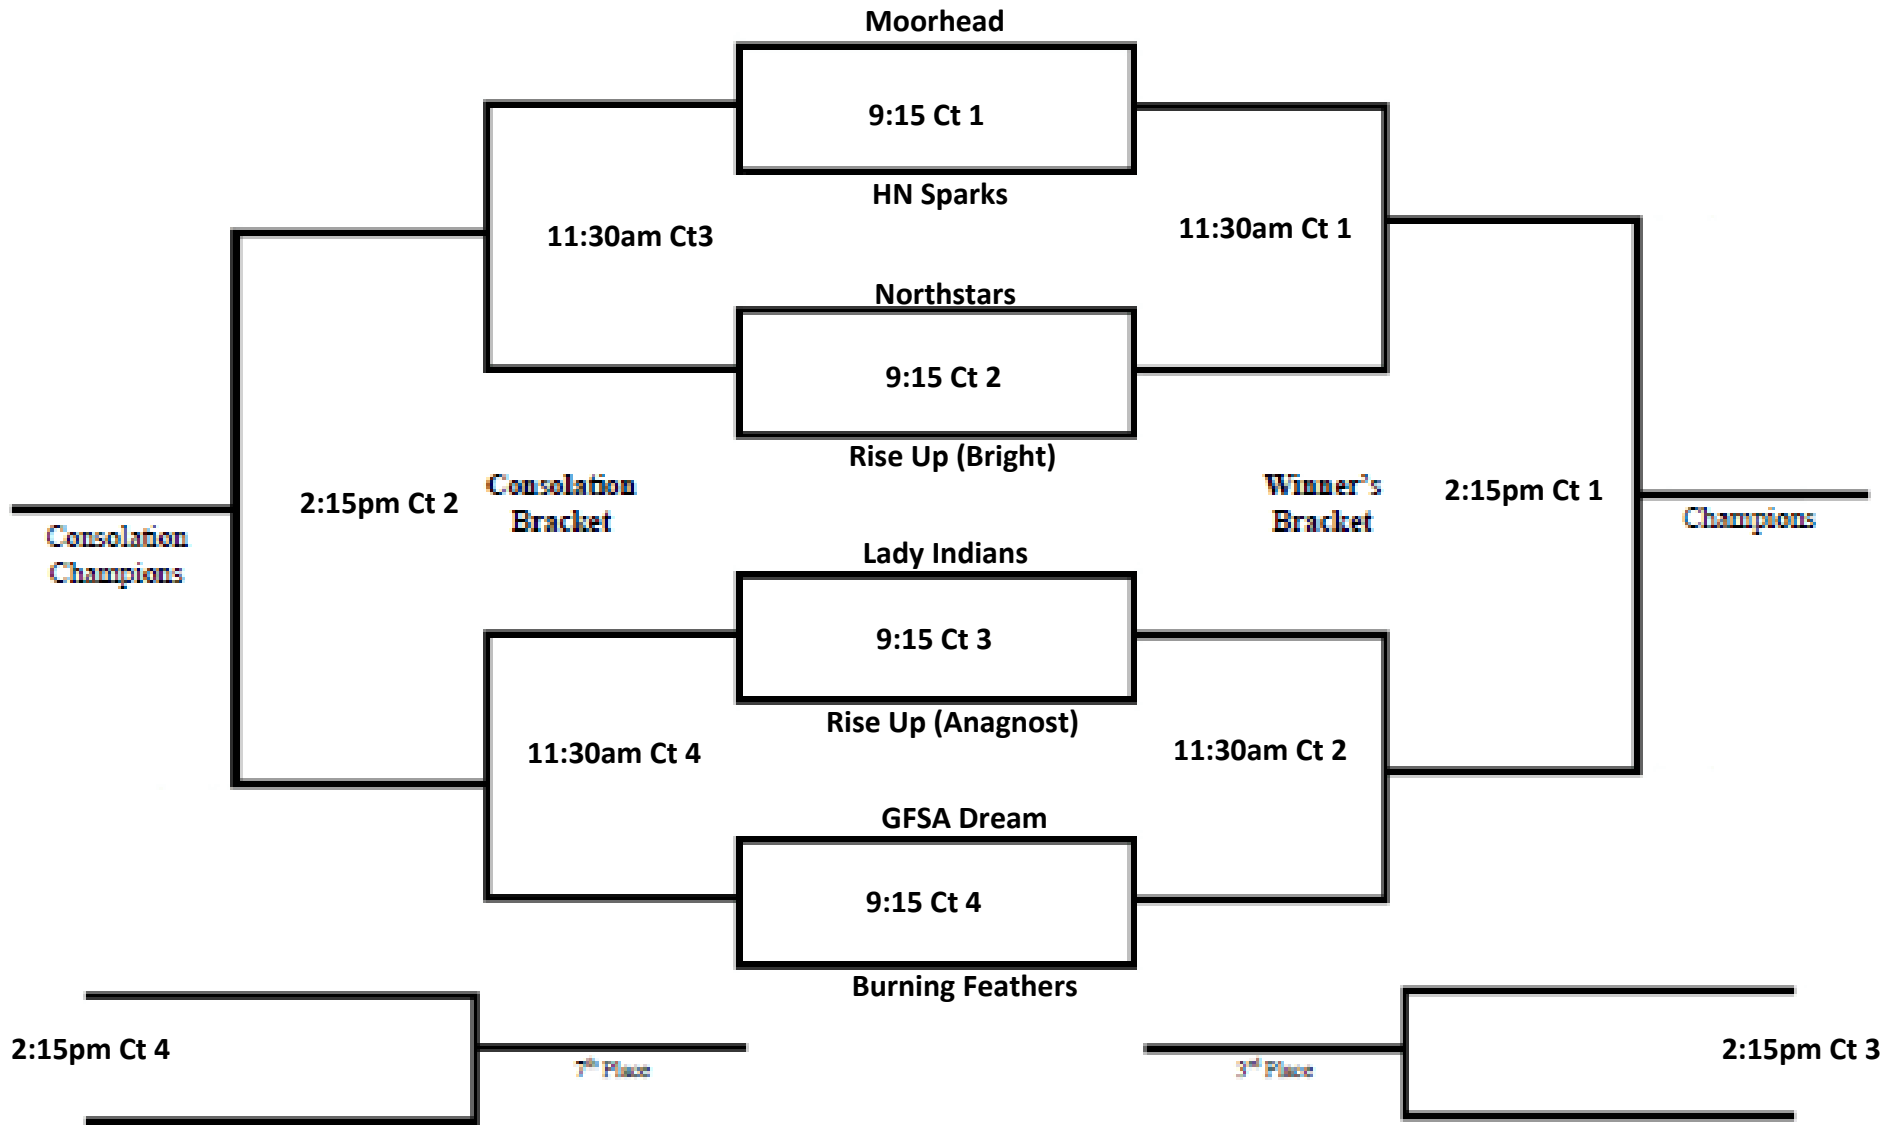 Moorhead
9:15 Ct 1
HN Sparks
11:30am Ct3
11:30am Ct 1
Northstars
9:15 Ct 2
Rise Up (Bright)
2:15pm Ct 2
Consolation
Bracket
Winner's
Bracket
2:15pm Ct 1
Consolation
Champions
Champions
Lady Indians
9:15 Ct 3
Rise Up (Anagnost)
11:30am Ct 4
11:30am Ct 2
GFSA Dream
9:15 Ct 4
Burning Feathers
2:15pm Ct 4
7th Place
3rd Place
2:15pm Ct 3